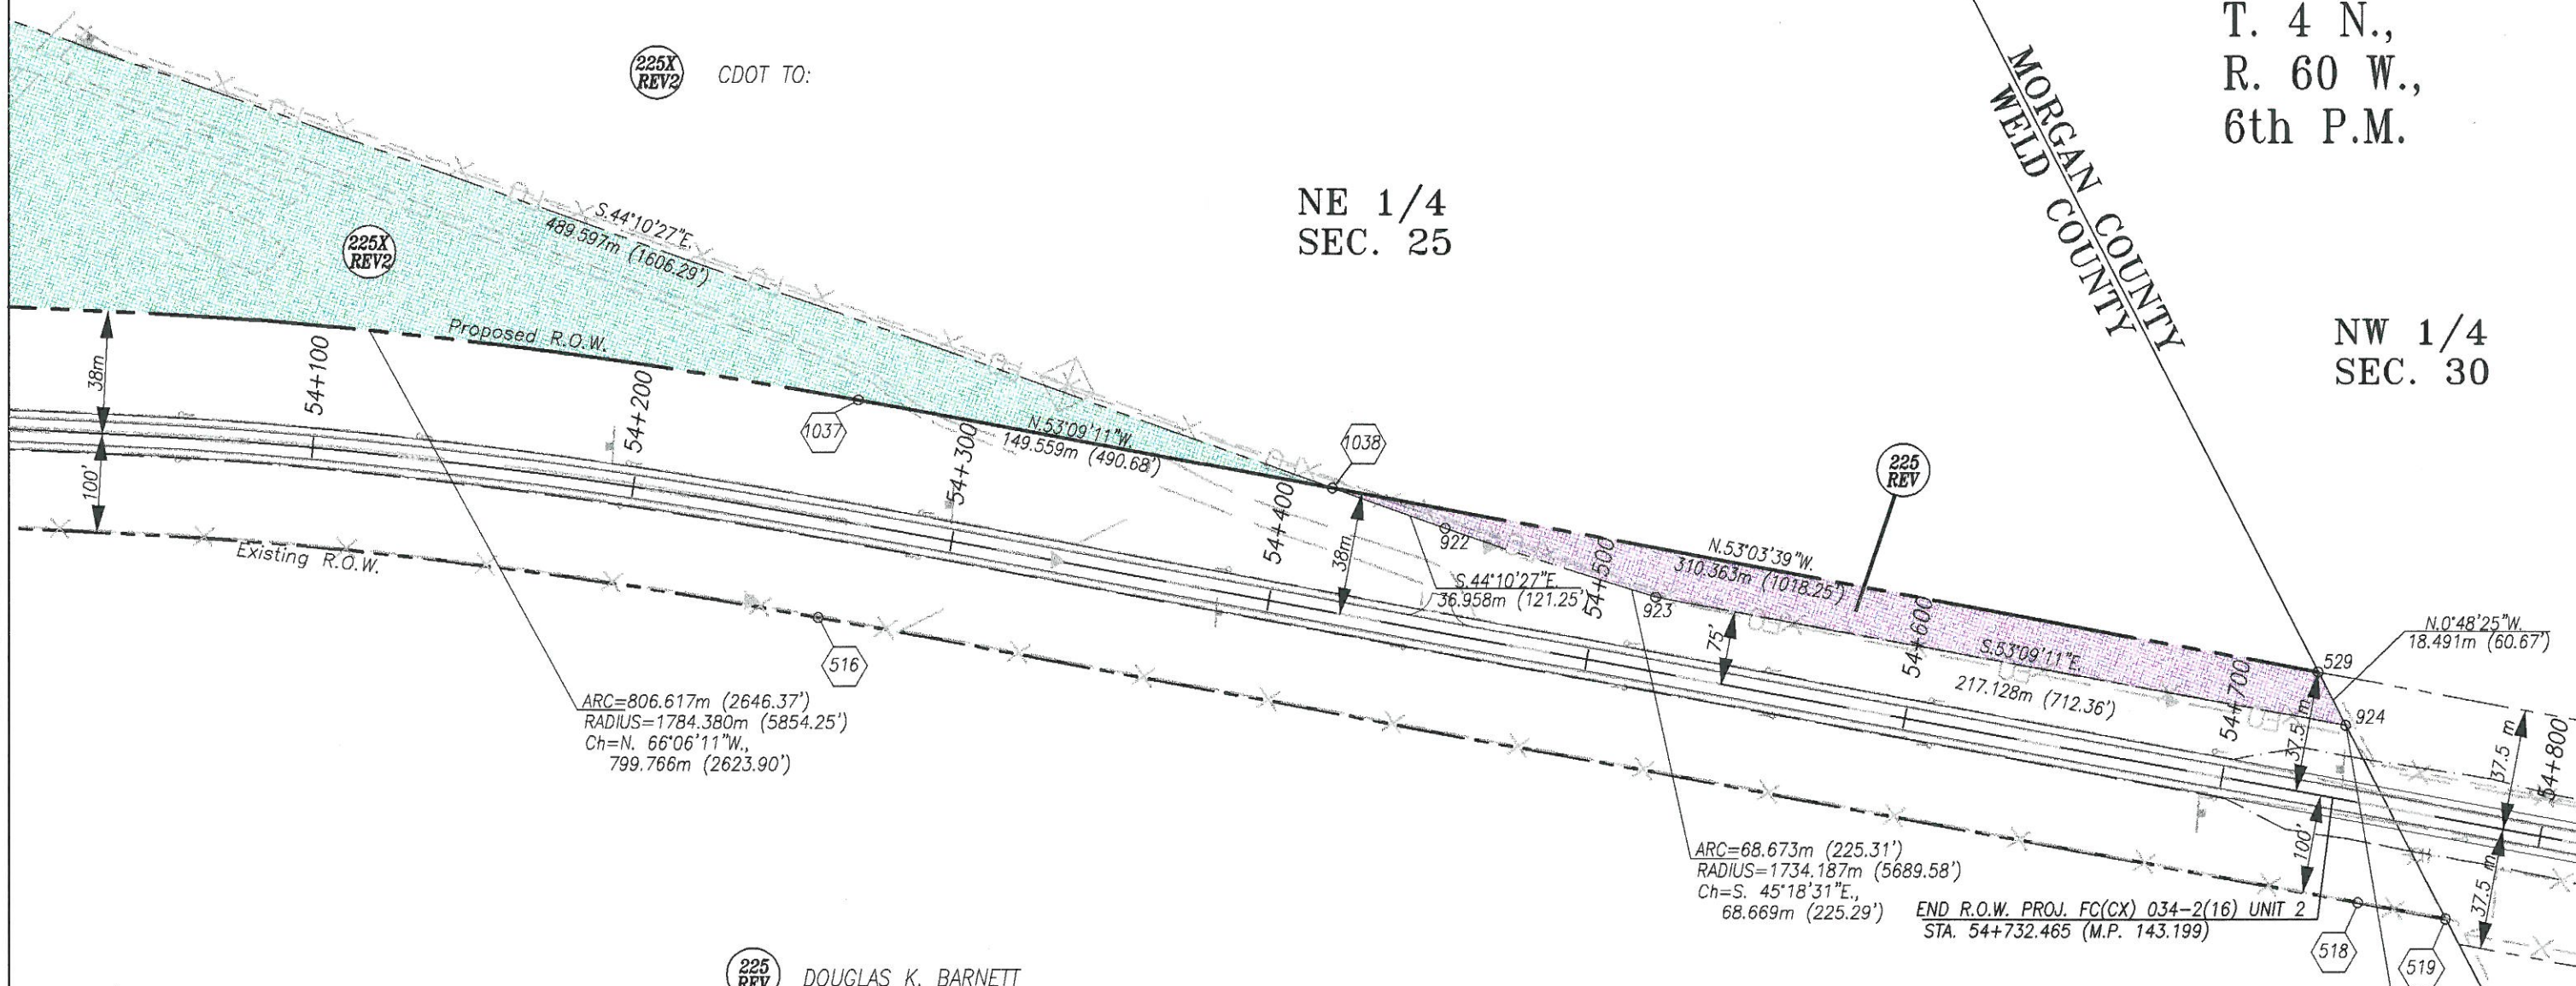 T. 4 N.,
R. 60 W.,
6th P.M.
225X
REV2
CDOT TO:
MORGAN COUNTY
WELD COUNTY
NE 1/4
SEC. 25
S.44°10'27"E.
489.597m (1606.29')
225X
REV2
NW 1/4
SEC. 30
Proposed R.O.W.
38m
54+100
54+200
1037
54+300
N.53°09'11"W.
149.559m (490.68')
54+400
1038
225
REV
100'
Existing R.O.W.
38m
922
S.44°10'27"E.
36.958m (121.25')
54+500
923
N.53°03'39"W.
310.363m (1018.25')
75'
54+600
S.53°09'11"E.
217.128m (712.36')
54+700
529
N.0°48'25"W.
18.491m (60.67')
924
37.5 m
37.5 m
54+800
516
ARC=806.617m (2646.37')
RADIUS=1784.380m (5854.25')
Ch=N. 66°06'11"W.,
799.766m (2623.90')
ARC=68.673m (225.31')
RADIUS=1734.187m (5689.58')
Ch=S. 45°18'31"E.,
68.669m (225.29')
100'
37.5 m
END R.O.W. PROJ. FC(CX) 034-2(16) UNIT 2
STA. 54+732.465 (M.P. 143.199)
518
519
225
REV
DOUGLAS K. BARNETT